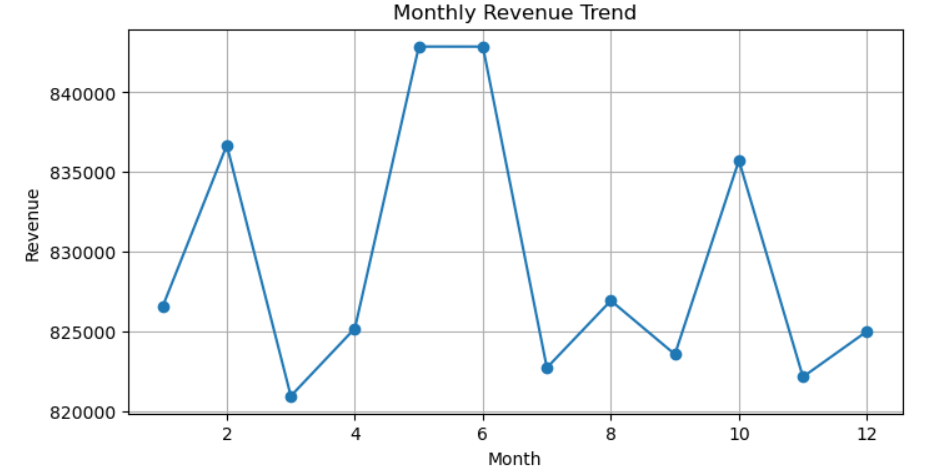 Monthly Revenue Trend
840000
835000
830000
825000
820000
Revenue
2 4 6 8 10 12
Month